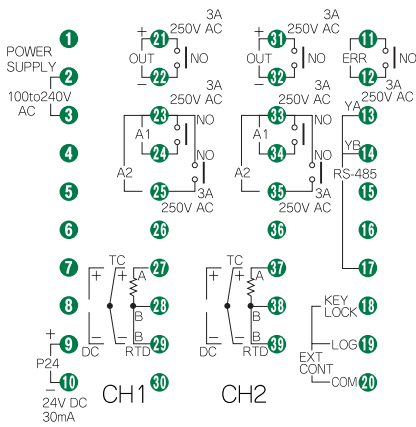 3A
250V AC
3A
250V AC
1 + 21 + 31 11
POWER
SUPPLY
OUT NO OUT NO ERR NO
2 − 22 − 32 12
3A
250V AC
100to240V
AC
3 23 3A 250V AC 33 3A 250V AC 13 YA
A1 NO A1 NO
4 24 34 14 YB
NO NO
A2 A2 RS-485
5 25 35 15
3A
250V AC
3A
250V AC
6 26 36 16
TC TC
7 + + A 27 + + A 37 17
8 B 28 B 38 18 KEY
LOCK
+
9 − − B 29 − − B 39 19 LOG
P24 DC RTD DC RTD EXT
CONT
10 30 20 COM
−
24V DC
30mA
CH1 CH2